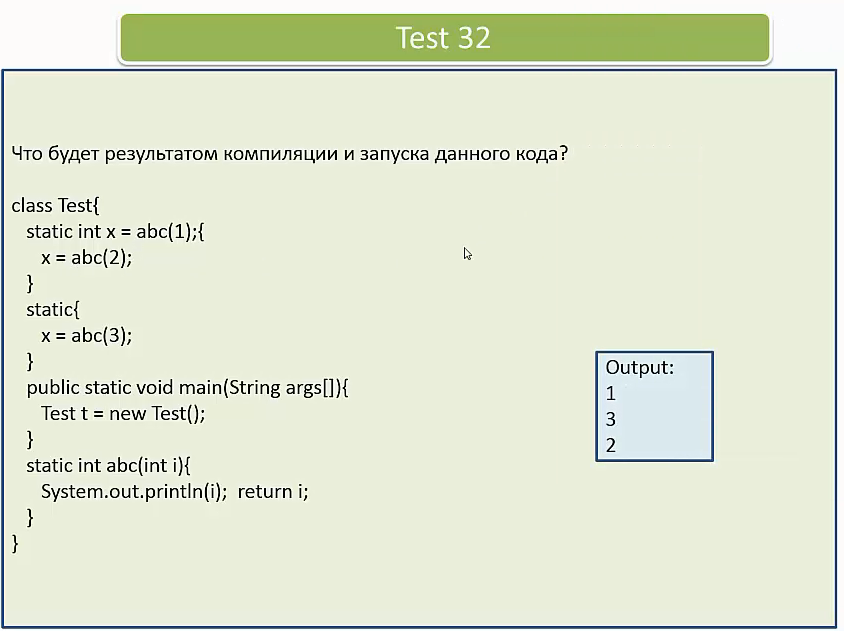 Test 32
Что будет результатом компиляции и запуска данного кода?
class Test{
static int x = abc(1);{
x = abc(2);
}
static{
x = abc(3);
}
public static void main(String args[]){
Test t = new Test();
}
static int abc(int i){
System.out.println(i);  return i;
}
}
Output:
1
3
2